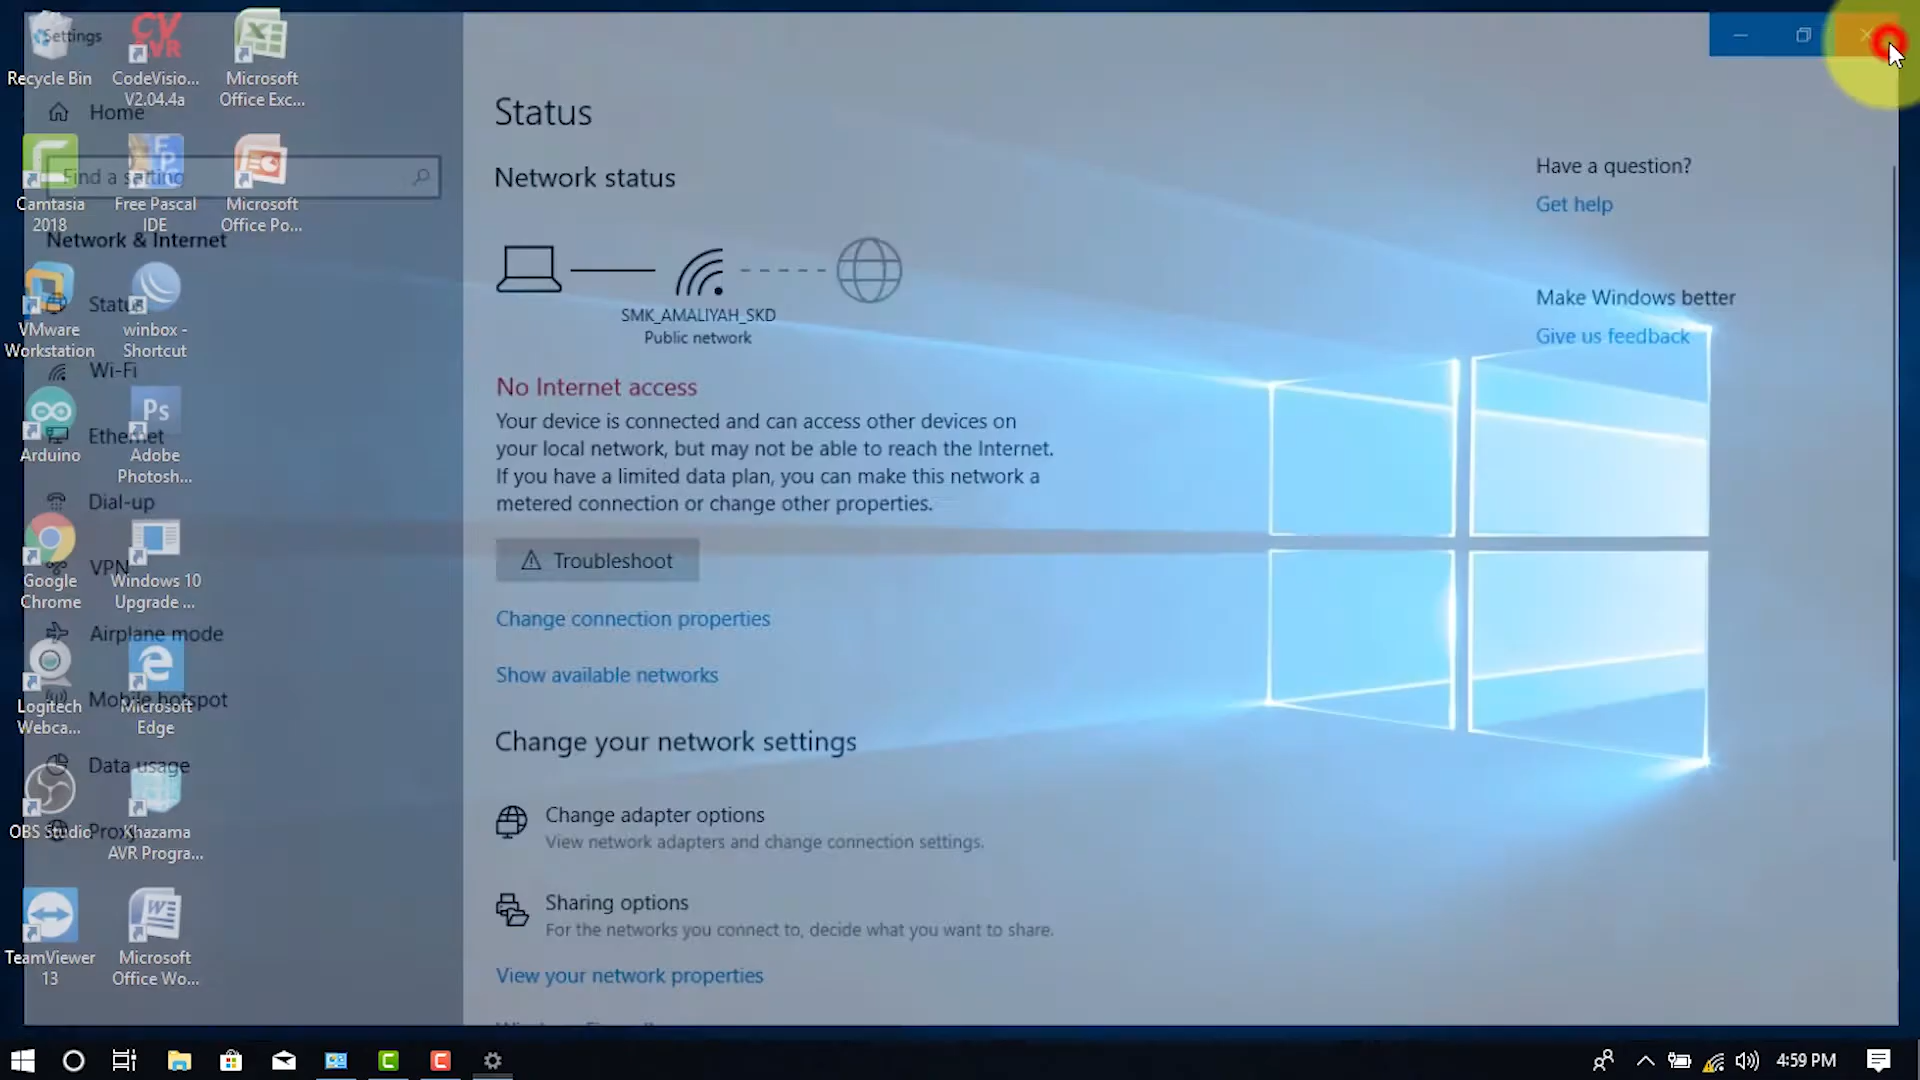 Settings
Home
Find a setting
Network & Internet
Status
Wi-Fi
Ethernet
Dial-up
VPN
Airplane mode
Mobile hotspot
Data usage
Proxy
Recycle Bin
CodeVisio...
V2.04.4a
Microsoft
Office Exc...
Camtasia
2018
Free Pascal
IDE
Microsoft
Office Po...
VMware
Workstation
winbox -
Shortcut
Arduino
Adobe
Photosh...
Google
Chrome
Windows 10
Upgrade ...
Logitech
Webca...
Microsoft
Edge
OBS Studio
Khazama
AVR Progra...
TeamViewer
13
Microsoft
Office Wo...
Status
Network status
SMK_AMALIYAH_SKD
Public network
No Internet access
Your device is connected and can access other devices on
your local network, but may not be able to reach the Internet.
If you have a limited data plan, you can make this network a
metered connection or change other properties.
Troubleshoot
Change connection properties
Show available networks
Change your network settings
Change adapter options
View network adapters and change connection settings.
Sharing options
For the networks you connect to, decide what you want to share.
View your network properties
Have a question?
Get help
Make Windows better
Give us feedback
4:59 PM